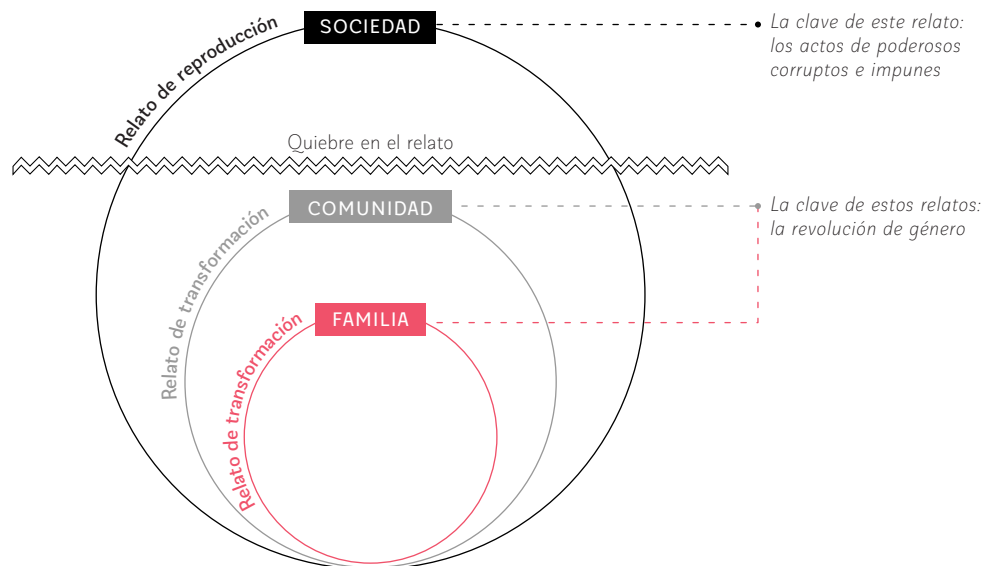 SOCIEDAD
La clave de este relato:
los actos de poderosos
corruptos e impunes
Relato de reproducción
Quiebre en el relato
COMUNIDAD
La clave de estos relatos:
la revolución de género
Relato de transformación
FAMILIA
Relato de transformación